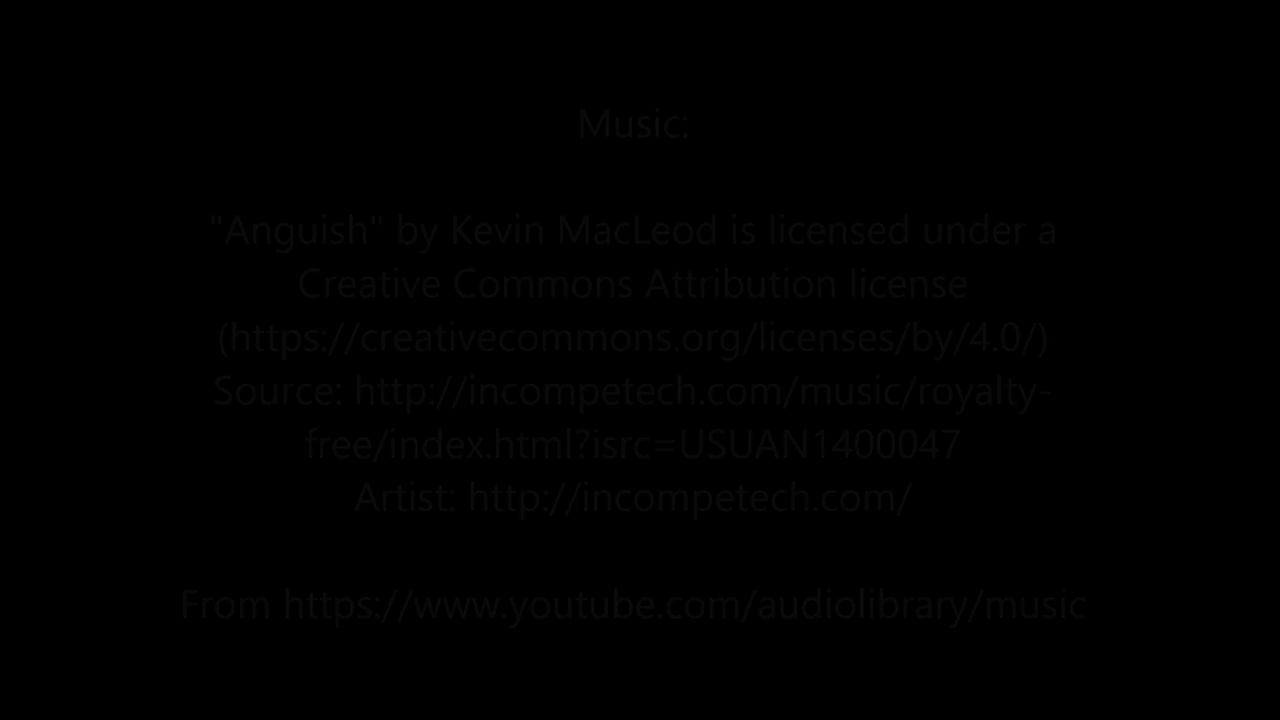 Music:
"Anguish" by Kevin MacLeod is licensed under a
Creative Commons Attribution license
(https://creativecommons.org/licenses/by/4.0/)
Source: http://incompetech.com/music/royalty-
free/index.html?isrc=USUAN1400047
Artist: http://incompetech.com/
From https://www.youtube.com/audiolibrary/music